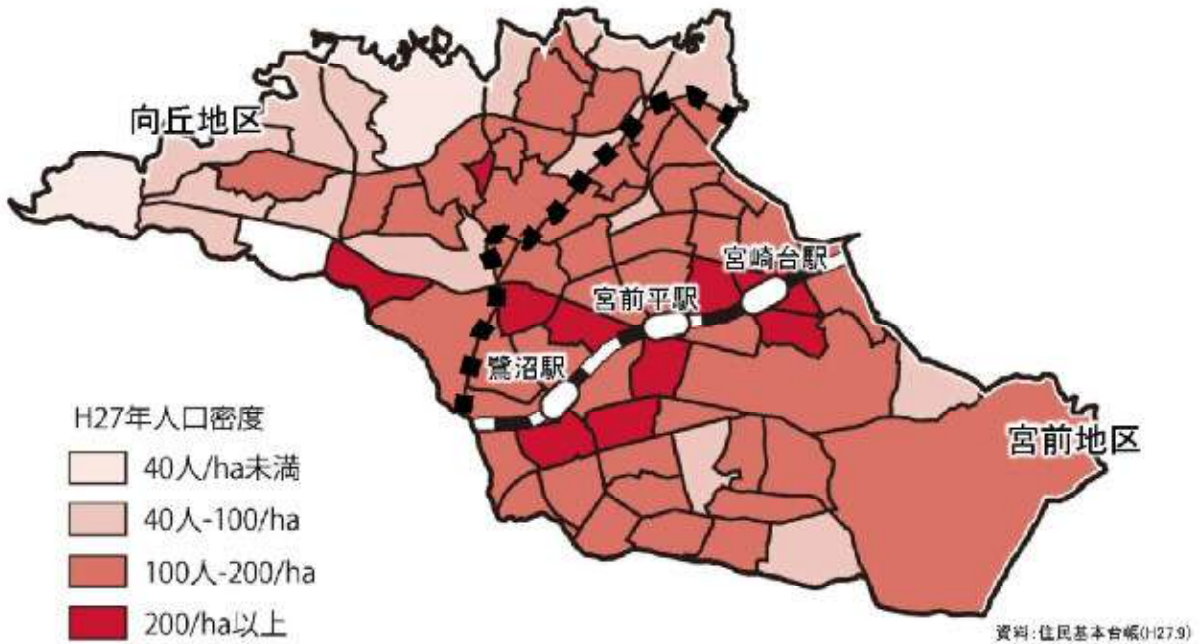 向丘地区
宮崎台駅
宮前平駅
鷺沼駅
宮前地区
H27年人口密度
40人/ha未満
40人-100/ha
100人-200/ha
200/ha以上
資料:住民基本台帳(H27.9)